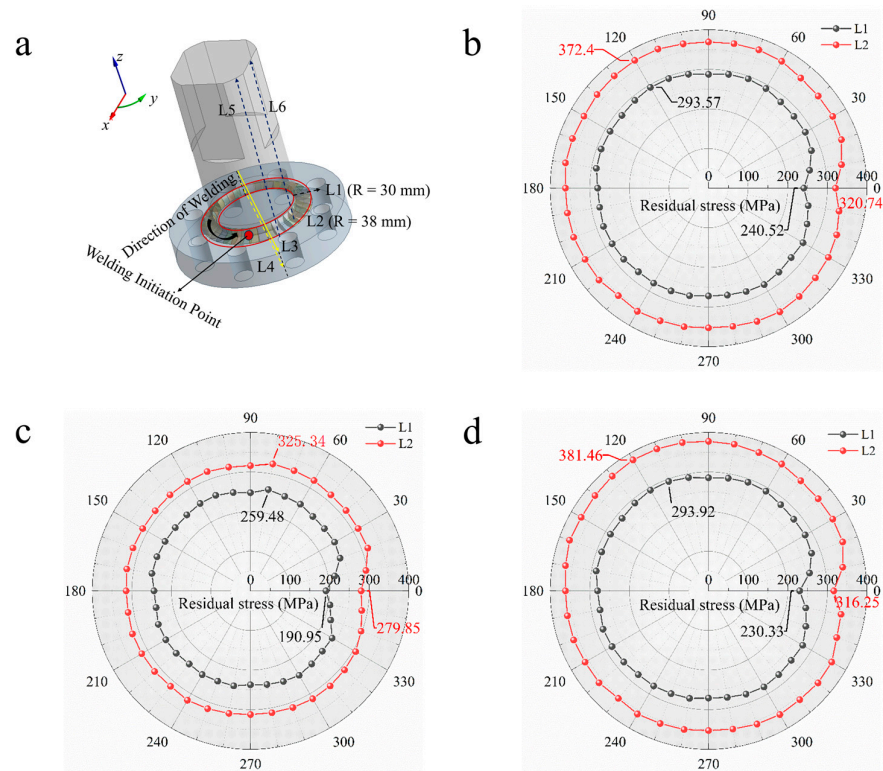 a
z
y
x
L5
L6
L1 (R = 30 mm)
L2 (R = 38 mm)
L3
L4
Direction of Welding
Welding Initiation Point
b
90
L1
L2
120
60
372.4
293.57
150
30
180
0 100 200 300 400
0
Residual stress (MPa)
320.74
240.52
210
330
240
300
270
c
90
L1
L2
120
325. 34
60
259.48
150
30
180
0 100 200 300 400
0
Residual stress (MPa)
190.95
279.85
210
330
240
300
270
d
90
L1
L2
120
60
381.46
293.92
150
30
180
0 100 200 300 400
0
Residual stress (MPa)
316.25
230.33
210
330
240
300
270